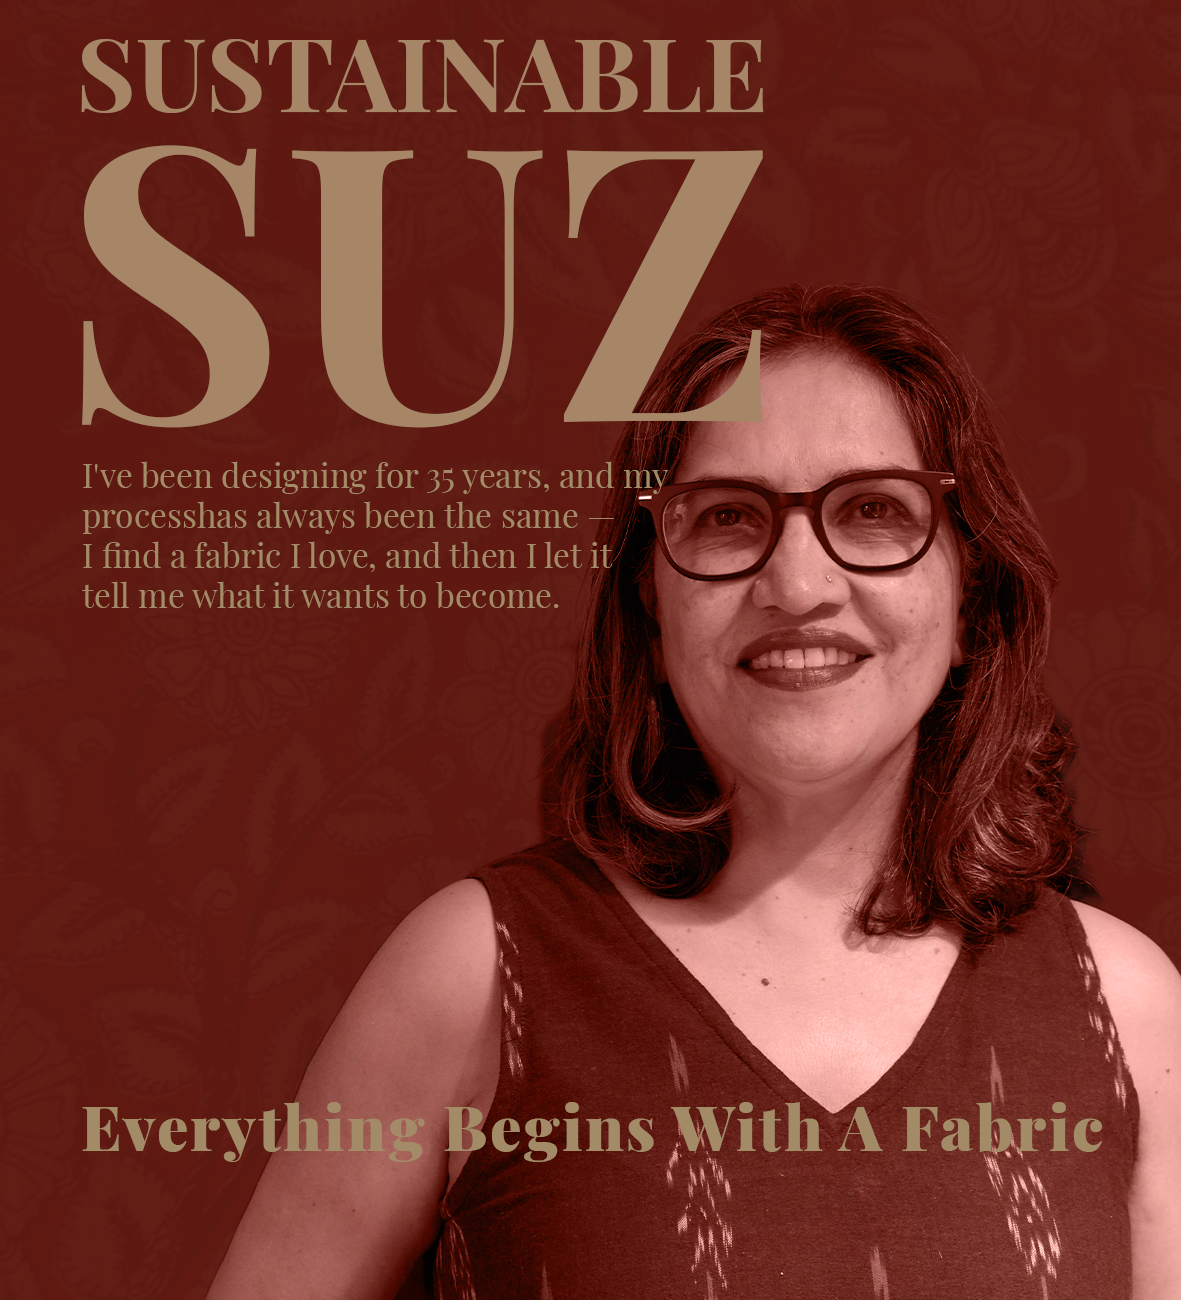 SUSTAINABLE
SUZ
I've been designing for 35 years, and my
processhas always been the same —
I find a fabric I love, and then I let it
tell me what it wants to become.
Everything Begins With A Fabric